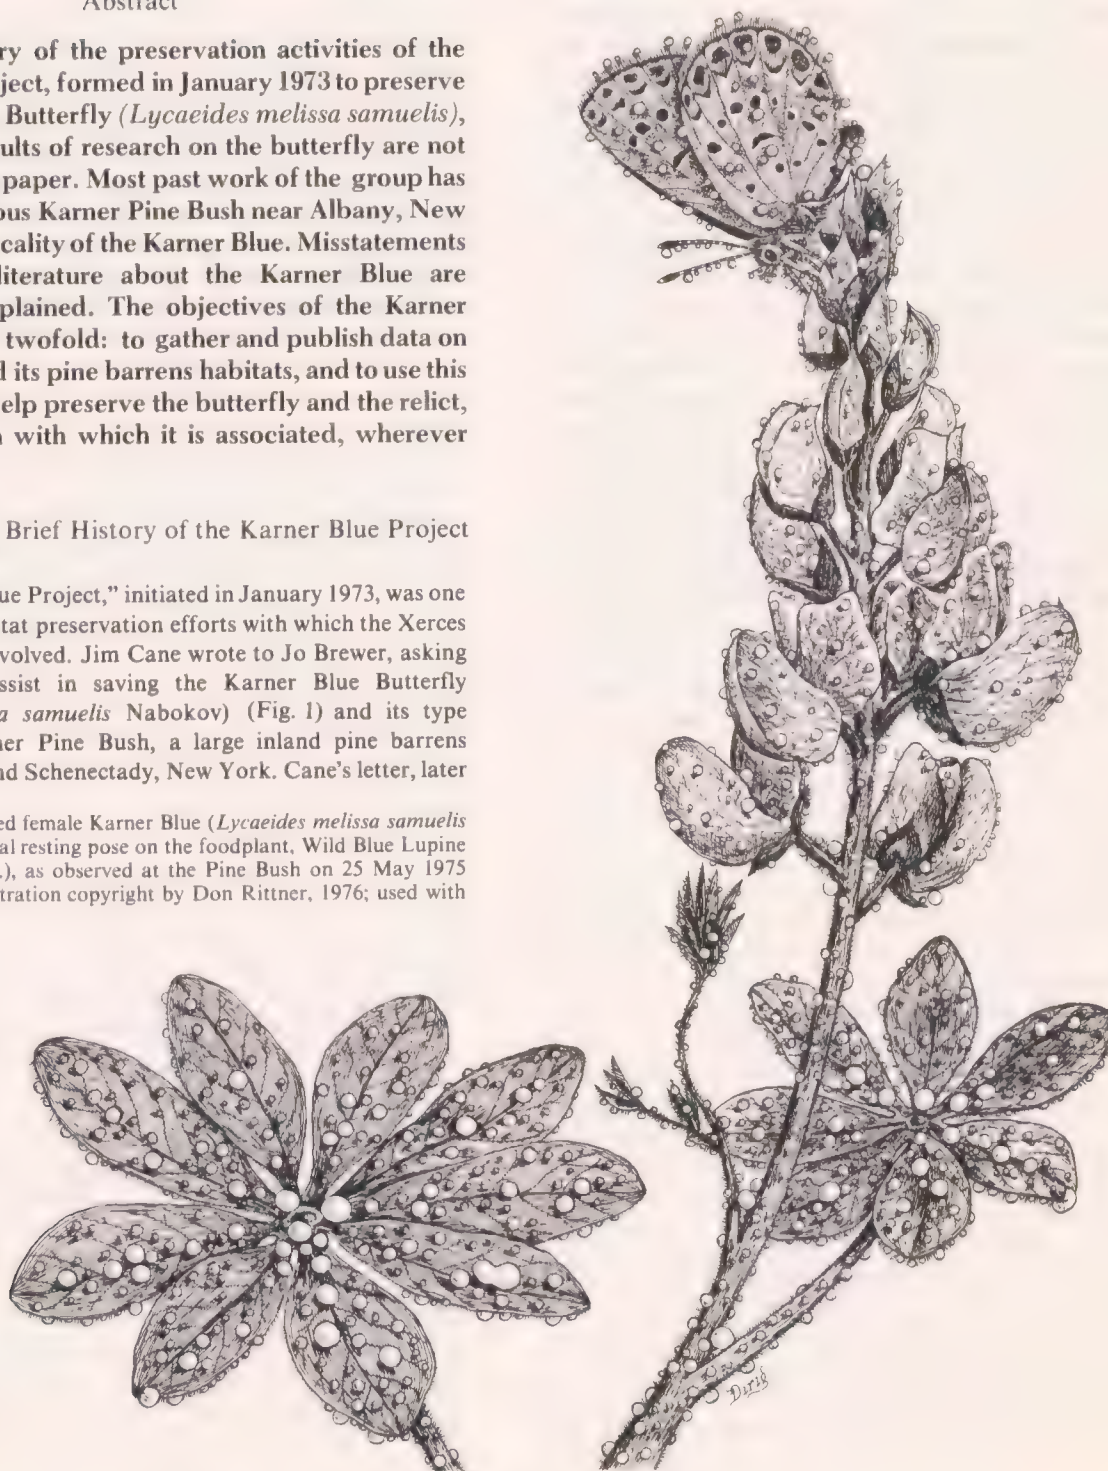 Abstract
ry of the preservation activities of the
ject, formed in January 1973 to preserve
Butterfly (Lycaeides melissa samuelis),
ults of research on the butterfly are not
paper. Most past work of the group has
ous Karner Pine Bush near Albany, New
cality of the Karner Blue. Misstatements
literature about the Karner Blue are
plained. The objectives of the Karner
twofold: to gather and publish data on
d its pine barrens habitats, and to use this
elp preserve the butterfly and the relict,
n with which it is associated, wherever
Brief History of the Karner Blue Project
ue Project,” initiated in January 1973, was one
tat preservation efforts with which the Xerces
volved. Jim Cane wrote to Jo Brewer, asking
ssist in saving the Karner Blue Butterfly
a samuelis Nabokov) (Fig. 1) and its type
er Pine Bush, a large inland pine barrens
nd Schenectady, New York. Cane's letter, later
ed female Karner Blue (Lycaeides melissa samuelis
al resting pose on the foodplant, Wild Blue Lupine
.), as observed at the Pine Bush on 25 May 1975
tration copyright by Don Rittner, 1976; used with
Dirig